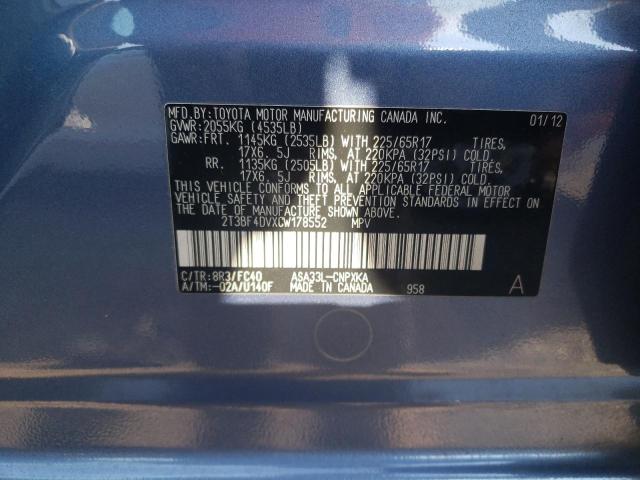 MFD.BY:TOYOTA MOTOR MANUFACTURING CANADA INC. 01/12
GVWR: 2055KG (4535LB)
GAWR:FRT. 1145KG (2535LB) WITH 225/65R17 TIRES,
17X6.5J RIMS, AT 220KPA (32PSI) COLD.
RR. 1135KG (2505LB) WITH 225/65R17 TIRES,
17X6.5J RIMS, AT 220KPA (32PSI) COLD.
THIS VEHICLE CONFORMS TO ALL APPLICABLE FEDERAL MOTOR
VEHICLE SAFETY AND THEFT PREVENTION STANDARDS IN EFFECT ON
THE DATE OF MANUFACTURE SHOWN ABOVE.
2T3BF4DVXCW178552 MPV
C/TR:8R3/FC40 ASA33L-CNPXKA
A/TM:-02A/U140F MADE IN CANADA 958 A